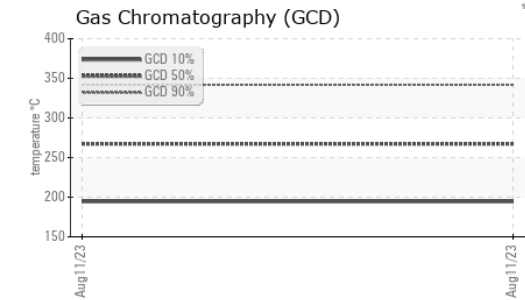 Gas Chromatography (GCD)
temperature °C
400
350
300
250
200
150
GCD 10%
GCD 50%
GCD 90%
Aug11/23
Aug11/23